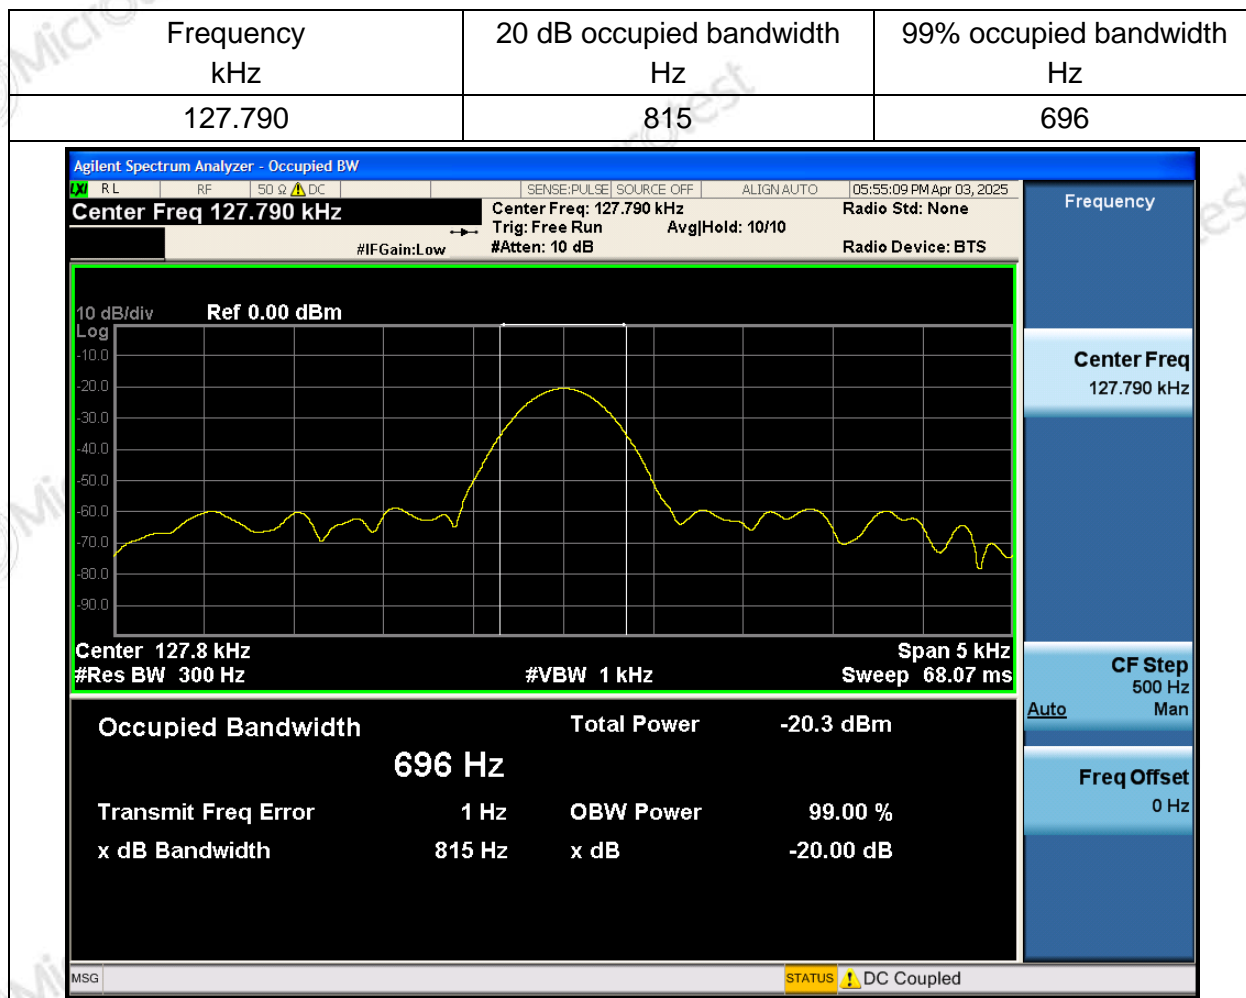 Frequency 20 dB occupied bandwidth 99% occupied bandwidth
kHz Hz Hz
127.790 815 696
Agilent Spectrum Analyzer - Occupied BW
LXI RL RF 50 Ω DC SENSE:PULSE SOURCE OFF ALIGN AUTO 05:55:09 PM Apr 03, 2025
Center Freq 127.790 kHz Center Freq: 127.790 kHz Radio Std: None
Trig: Free Run Avg|Hold: 10/10
#IFGain:Low #Atten: 10 dB Radio Device: BTS
Frequency
10 dB/div Ref 0.00 dBm
Log
-10.0
-20.0
-30.0
-40.0
-50.0
-60.0
-70.0
-80.0
-90.0
Center 127.8 kHz Span 5 kHz
#Res BW 300 Hz #VBW 1 kHz Sweep 68.07 ms
Center Freq
127.790 kHz
CF Step
500 Hz
Auto Man
Freq Offset
0 Hz
Occupied Bandwidth Total Power -20.3 dBm
696 Hz
Transmit Freq Error 1 Hz OBW Power 99.00 %
x dB Bandwidth 815 Hz x dB -20.00 dB
MSG STATUS DC Coupled